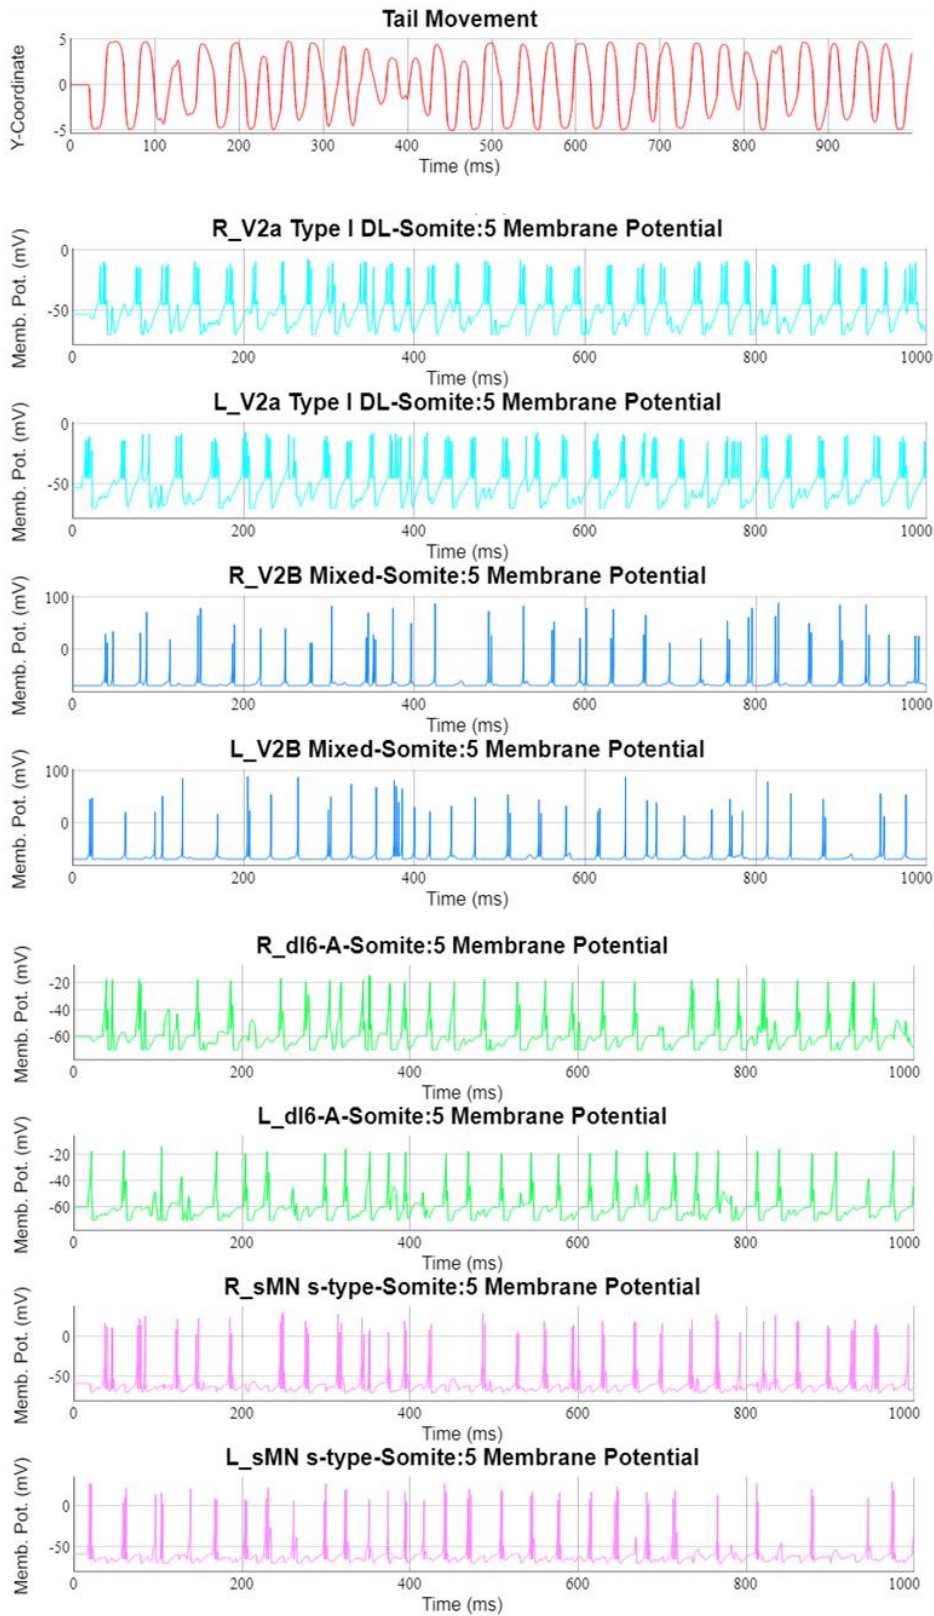 Tail Movement
Y-Coordinate
5
0
-5
0 100 200 300 400 500 600 700 800 900
Time (ms)
R_V2a Type I DL-Somite:5 Membrane Potential
Memb. Pot. (mV)
0
-50
0 200 400 600 800 1000
Time (ms)
L_V2a Type I DL-Somite:5 Membrane Potential
Memb. Pot. (mV)
0
-50
0 200 400 600 800 1000
Time (ms)
R_V2B Mixed-Somite:5 Membrane Potential
Memb. Pot. (mV)
100
0
0 200 400 600 800 1000
Time (ms)
L_V2B Mixed-Somite:5 Membrane Potential
Memb. Pot. (mV)
100
0
0 200 400 600 800 1000
Time (ms)
R_dI6-A-Somite:5 Membrane Potential
Memb. Pot. (mV)
-20
-40
-60
0 200 400 600 800 1000
Time (ms)
L_dI6-A-Somite:5 Membrane Potential
Memb. Pot. (mV)
-20
-40
-60
0 200 400 600 800 1000
Time (ms)
R_sMN s-type-Somite:5 Membrane Potential
Memb. Pot. (mV)
0
-50
0 200 400 600 800 1000
Time (ms)
L_sMN s-type-Somite:5 Membrane Potential
Memb. Pot. (mV)
0
-50
0 200 400 600 800 1000
Time (ms)